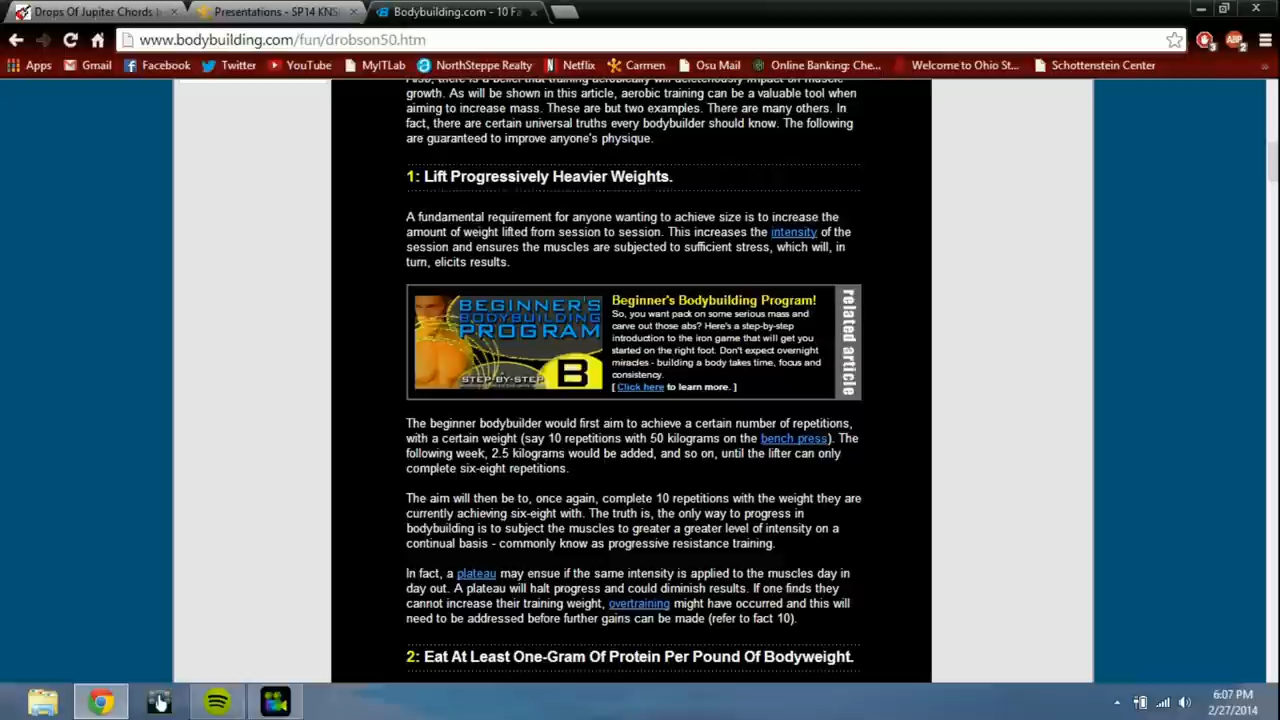 Drops Of Jupiter Chords
Presentations - SP14 KNSI
Bodybuilding.com - 10 Fa
www.bodybuilding.com/fun/drobson50.htm
Apps
Gmail
Facebook
Twitter
YouTube
MyITLab
NorthSteppe Realty
Netflix
Carmen
Osu Mail
Online Banking: Che...
Welcome to Ohio St...
Schottenstein Center
Also, there is a belief that training aerobically will deleteriously impact on muscle
growth. As will be shown in this article, aerobic training can be a valuable tool when
aiming to increase mass. These are but two examples. There are many others. In
fact, there are certain universal truths every bodybuilder should know. The following
are guaranteed to improve anyone's physique.
1: Lift Progressively Heavier Weights.
A fundamental requirement for anyone wanting to achieve size is to increase the
amount of weight lifted from session to session. This increases the intensity of the
session and ensures the muscles are subjected to sufficient stress, which will, in
turn, elicits results.
BEGINNER'S
BODYBUILDING
PROGRAM
STEP-BY-STEP
B
Beginner's Bodybuilding Program!
So, you want pack on some serious mass and
carve out those abs? Here's a step-by-step
introduction to the iron game that will get you
started on the right foot. Don't expect overnight
miracles - building a body takes time, focus and
consistency.
[ Click here to learn more. ]
related article
The beginner bodybuilder would first aim to achieve a certain number of repetitions,
with a certain weight (say 10 repetitions with 50 kilograms on the bench press). The
following week, 2.5 kilograms would be added, and so on, until the lifter can only
complete six-eight repetitions.
The aim will then be to, once again, complete 10 repetitions with the weight they are
currently achieving six-eight with. The truth is, the only way to progress in
bodybuilding is to subject the muscles to greater a greater level of intensity on a
continual basis - commonly know as progressive resistance training.
In fact, a plateau may ensue if the same intensity is applied to the muscles day in
day out. A plateau will halt progress and could diminish results. If one finds they
cannot increase their training weight, overtraining might have occurred and this will
need to be addressed before further gains can be made (refer to fact 10).
2: Eat At Least One-Gram Of Protein Per Pound Of Bodyweight.
6:07 PM
2/27/2014